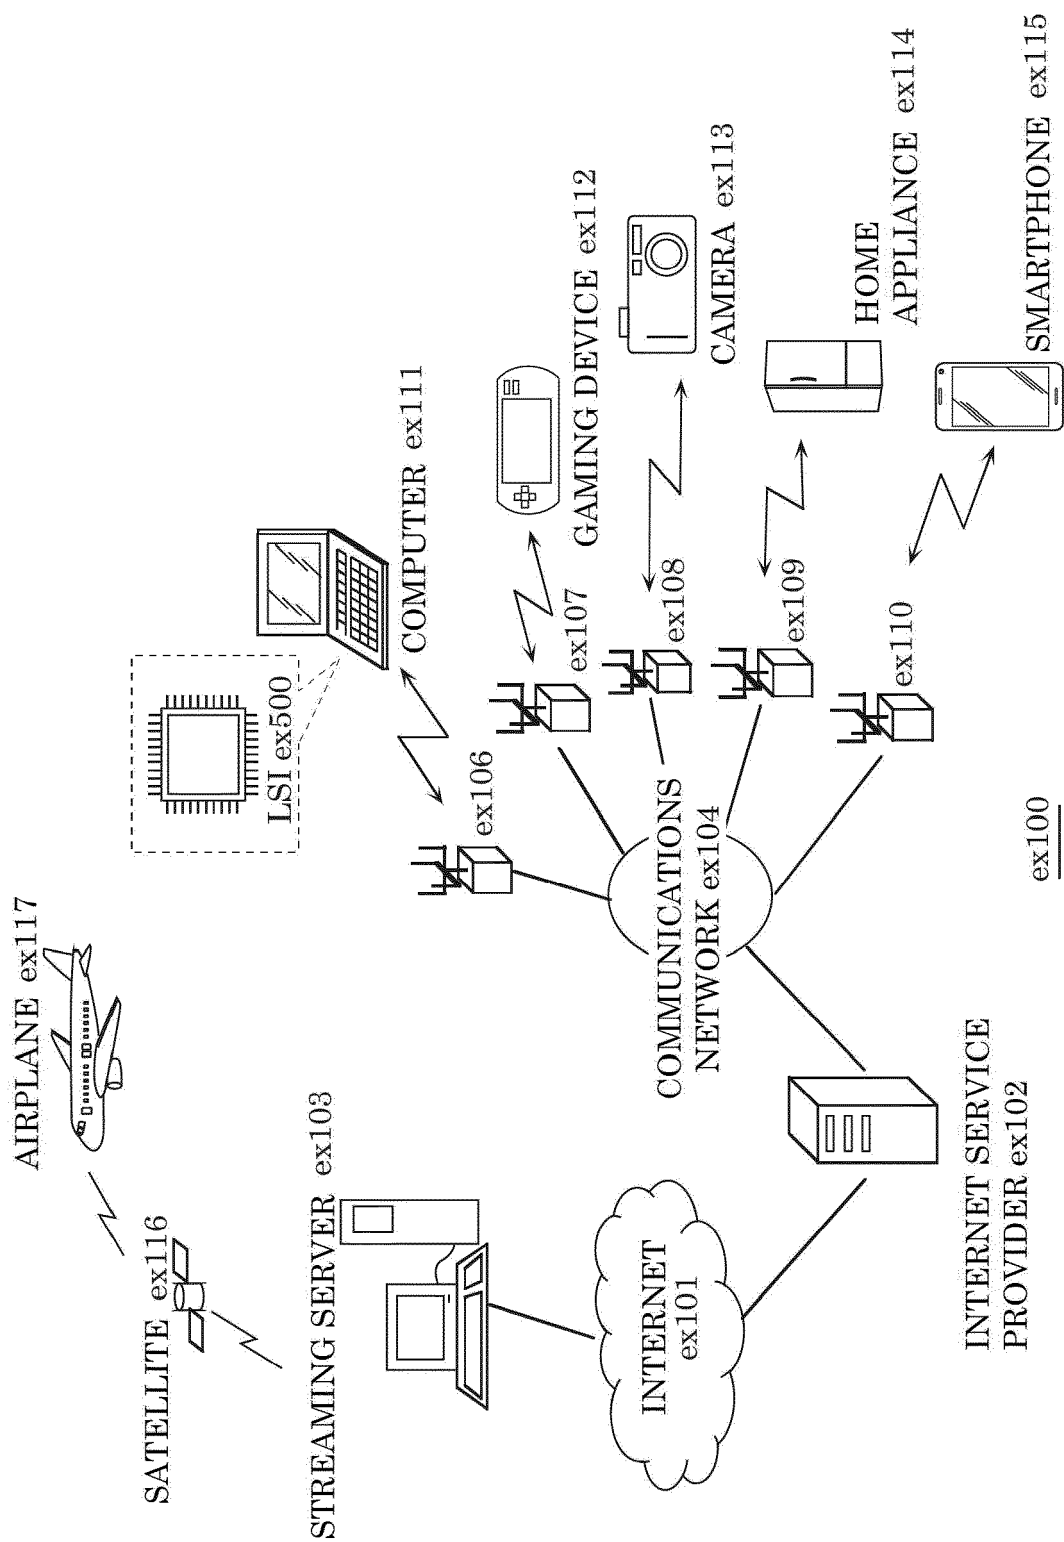 ex100
AIRPLANE ex117
SATELLITE ex116
STREAMING SERVER ex103
LSI ex500
COMPUTER ex111
ex106
GAMING DEVICE ex112
ex107
INTERNET
ex101
COMMUNICATIONS
NETWORK ex104
ex108
CAMERA ex113
ex109
HOME
APPLIANCE ex114
ex110
INTERNET SERVICE
PROVIDER ex102
SMARTPHONE ex115